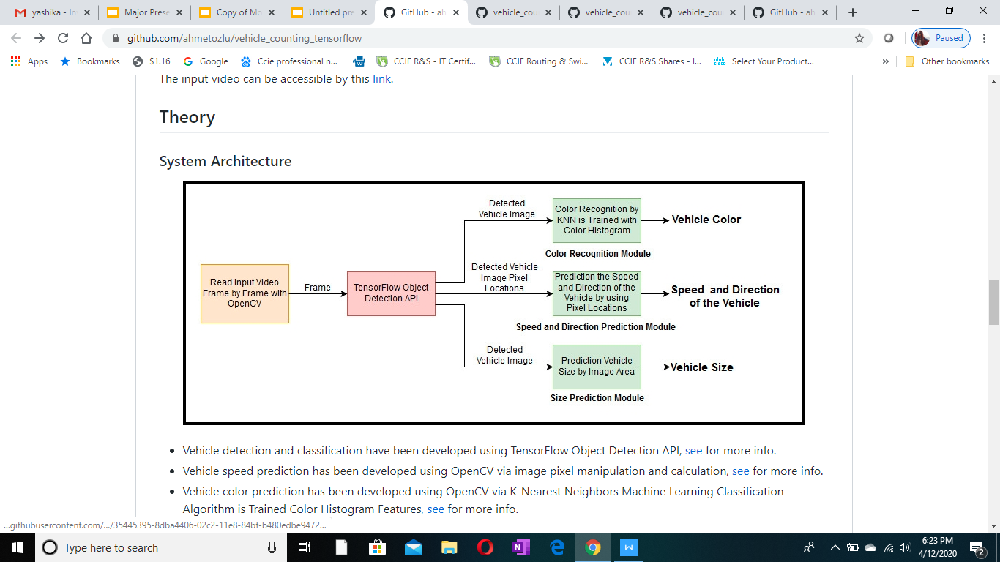 yashika - In
Major Prese
Copy of Mc
Untitled pre
GitHub - ah
vehicle_cou
vehicle_cou
vehicle_cou
GitHub - ah
github.com/ahmetozlu/vehicle_counting_tensorflow
Paused
Apps
Bookmarks
$1.16
Google
Ccie professional n...
CCIE R&S - IT Certif...
CCIE Routing & Swi...
CCIE R&S Shares - I...
Select Your Product...
»
Other bookmarks
The input video can be accessible by this link.
Theory
System Architecture
Read Input Video
Frame by Frame with
OpenCV
Frame
TensorFlow Object
Detection API
Detected
Vehicle Image
Color Recognition by
KNN is Trained with
Color Histogram
Vehicle Color
Color Recognition Module
Detected Vehicle
Image Pixel
Locations
Prediction the Speed
and Direction of the
Vehicle by using
Pixel Locations
Speed and Direction
of the Vehicle
Speed and Direction Prediction Module
Detected
Vehicle Image
Prediction Vehicle
Size by Image Area
Vehicle Size
Size Prediction Module
• Vehicle detection and classification have been developed using TensorFlow Object Detection API, see for more info.
• Vehicle speed prediction has been developed using OpenCV via image pixel manipulation and calculation, see for more info.
• Vehicle color prediction has been developed using OpenCV via K-Nearest Neighbors Machine Learning Classification
Algorithm is Trained Color Histogram Features, see for more info.
...githubusercontent.com/.../35445395-8dba4406-02c2-11e8-84bf-b480edbe9472...
Type here to search
6:23 PM
4/12/2020
2